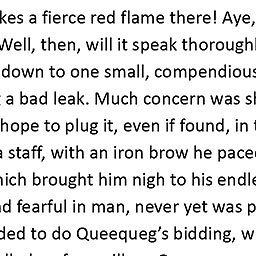 kes a fierce red flame there! Aye,
Well, then, will it speak thorough
down to one small, compendious
a bad leak. Much concern was s
hope to plug it, even if found, in
a staff, with an iron brow he pace
ich brought him nigh to his endle
d fearful in man, never yet was p
ded to do Queequeg’s bidding, w